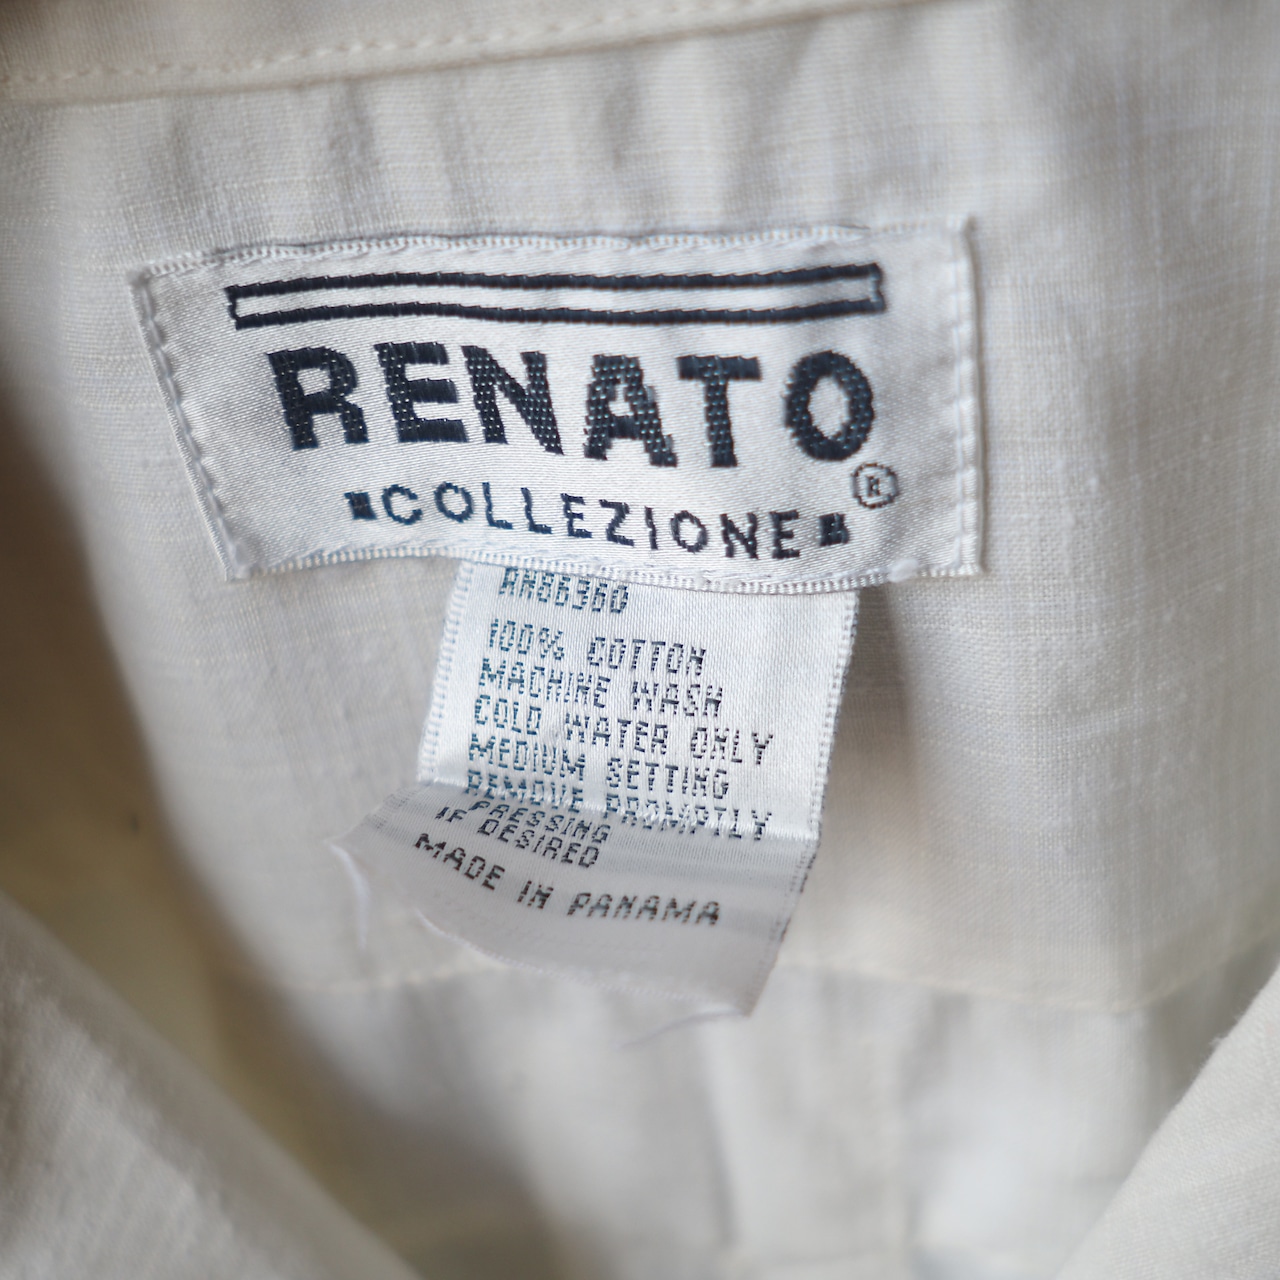 RENATO
COLLEZIONE ®
100% COTTON
MACHINE WASH
COLD WATER ONLY
MEDIUM SETTING
REMOVE PROMPTLY
PRESSING
IF DESIRED
MADE IN PANAMA